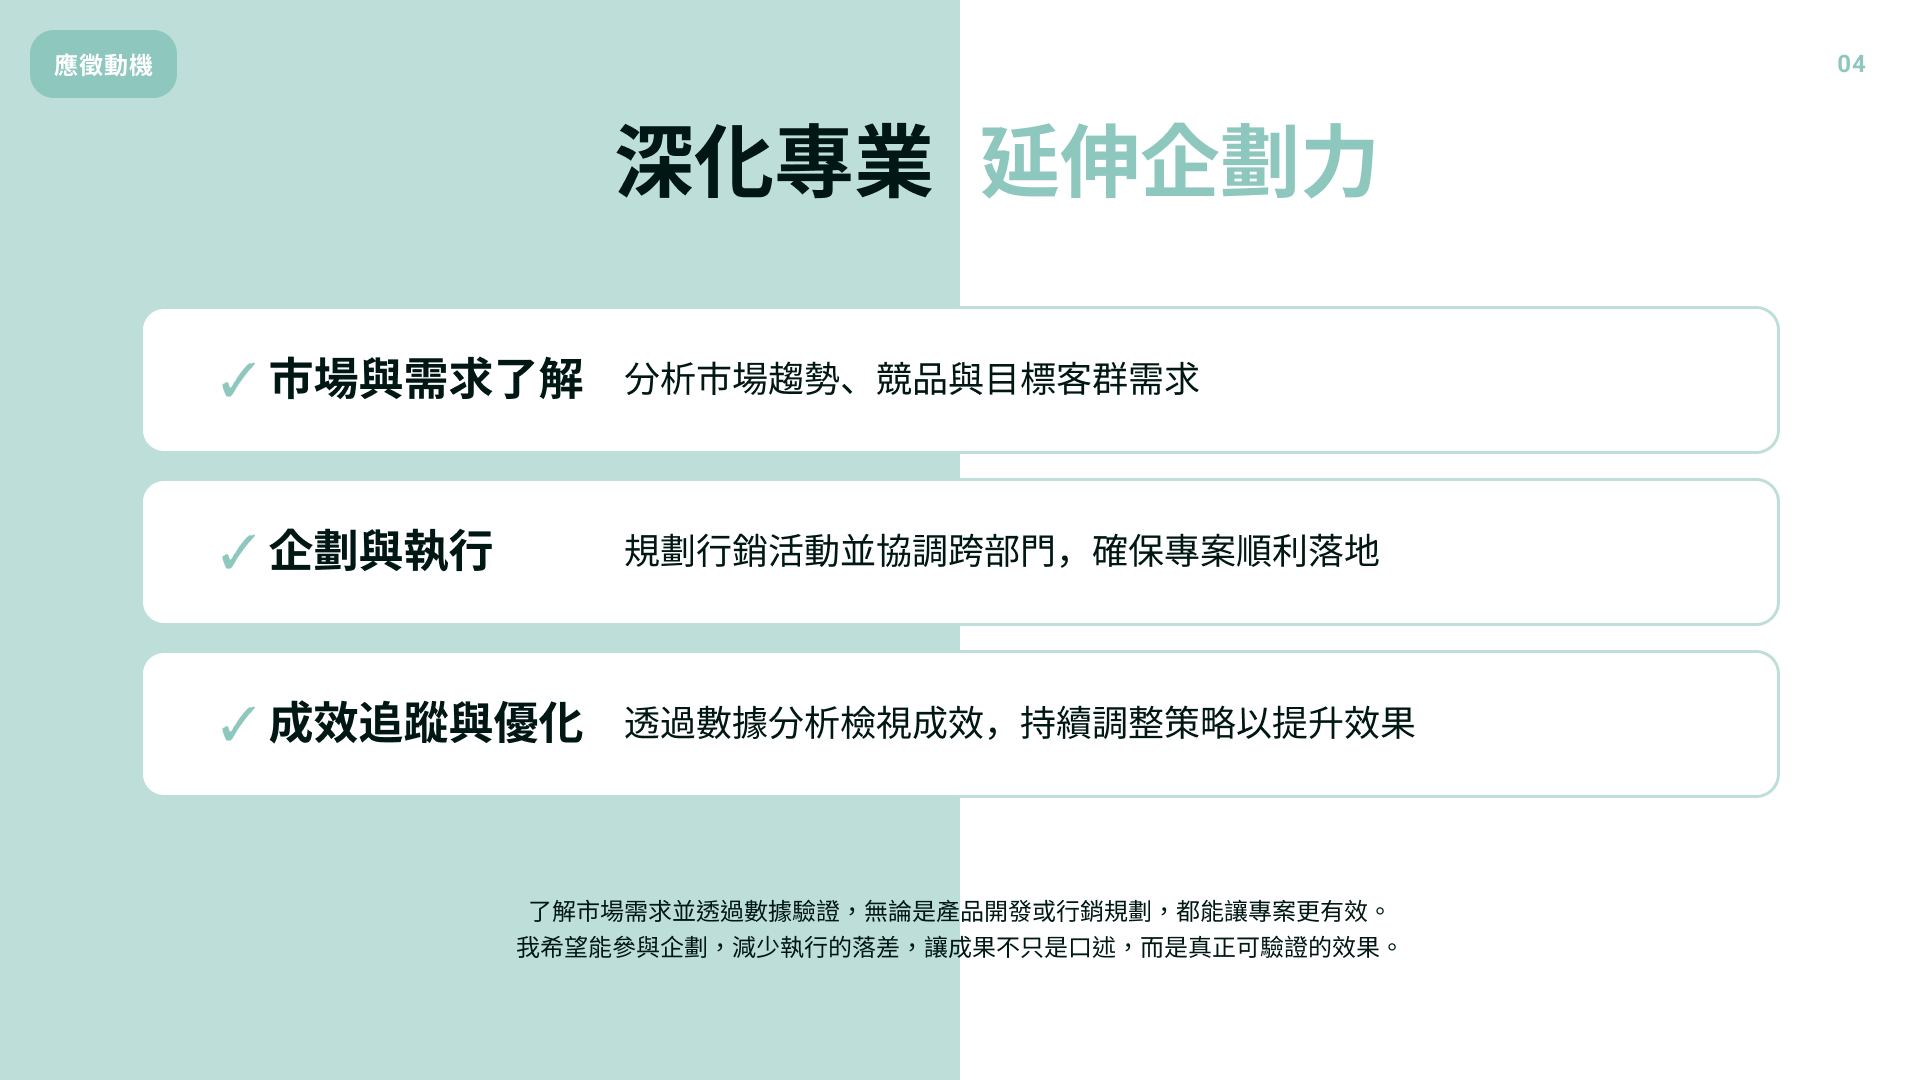 應徵動機
04
深化專業 延伸企劃力
✓ 市場與需求了解 分析市場趨勢、競品與目標客群需求
✓ 企劃與執行 規劃行銷活動並協調跨部門，確保專案順利落地
✓ 成效追蹤與優化 透過數據分析檢視成效，持續調整策略以提升效果
了解市場需求並透過數據驗證，無論是產品開發或行銷規劃，都能讓專案更有效。
我希望能參與企劃，減少執行的落差，讓成果不只是口述，而是真正可驗證的效果。